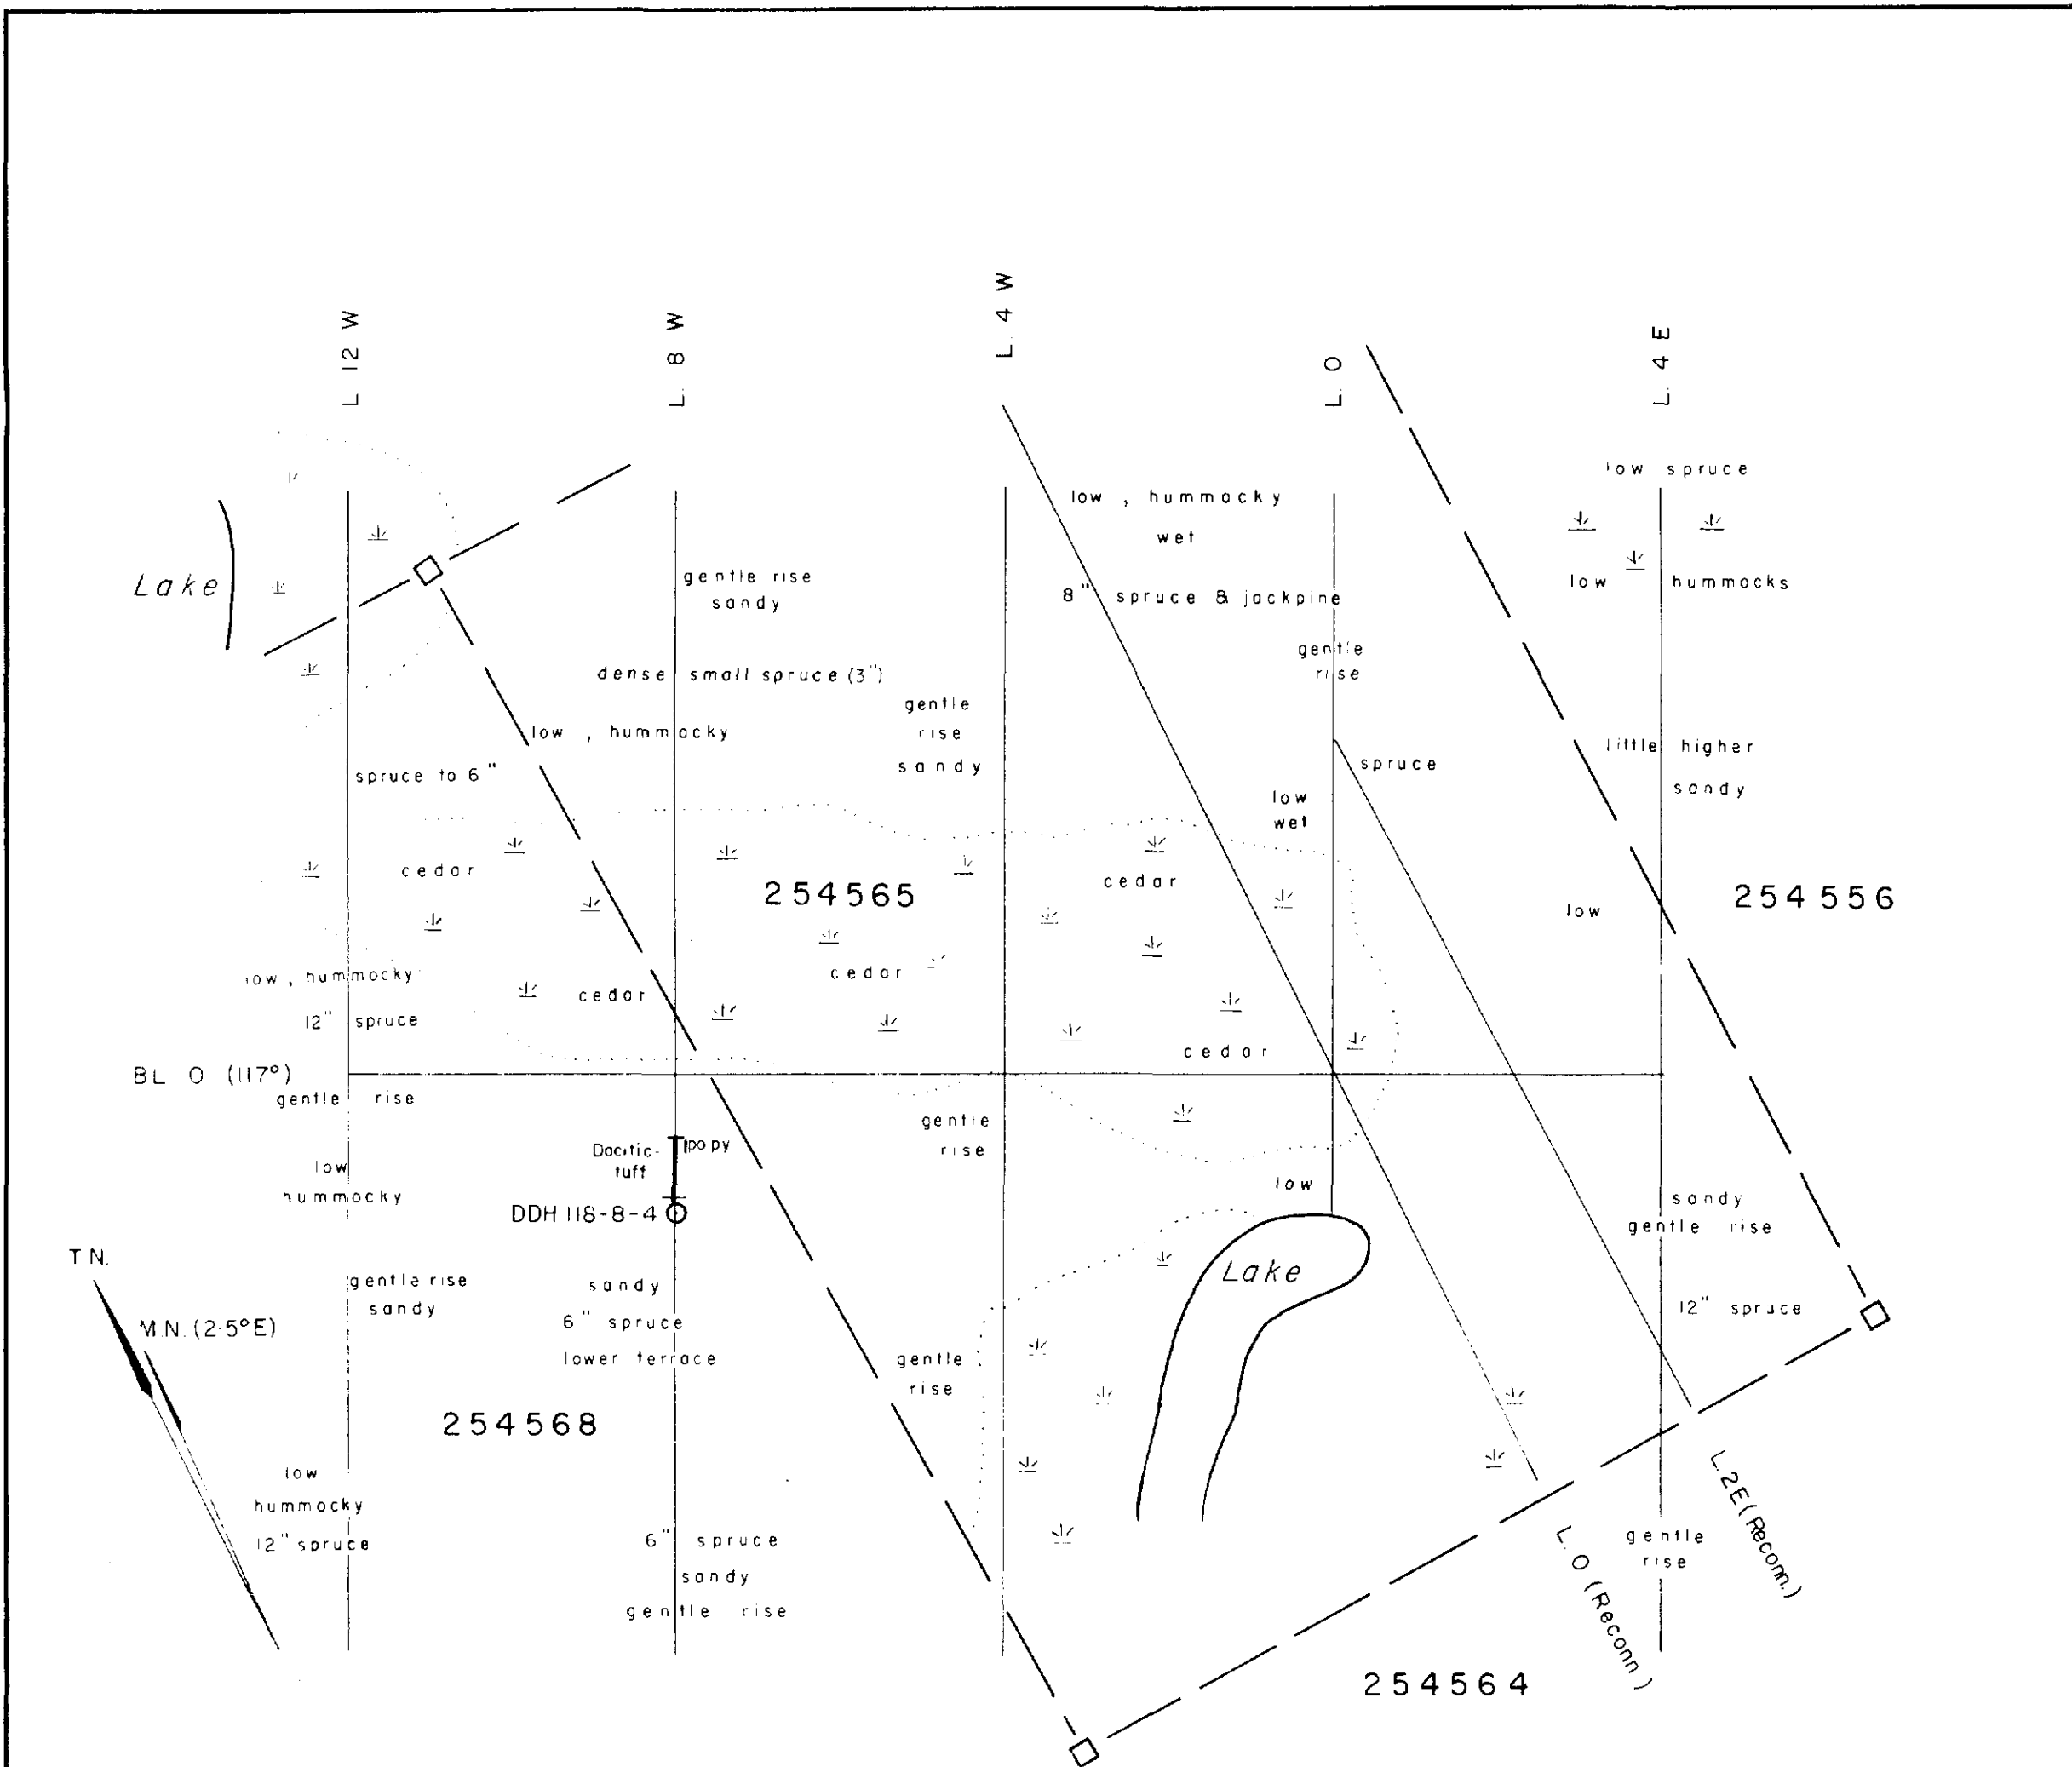 L 12 W
L. 8 W
L. 4 W
L. 0
L. 4 E
low spruce
low , hummocky
wet
Lake
gentle rise
sandy
8" spruce & jackpine
low hummocks
gentle
rise
dense small spruce (3")
gentle
rise
sandy
low , hummocky
little higher
sandy
spruce to 6"
spruce
low
wet
cedar
254565
cedar
254556
low
low , hummocky
12" spruce
cedar
cedar
cedar
BL 0 (117°)
gentle rise
gentle
rise
Dacitic-
tuff
po py
low
hummocky
DDH 118-8-4
low
sandy
gentle rise
T N.
M.N. (2·5°E)
gentle rise
sandy
sandy
6" spruce
lower terrace
Lake
12" spruce
gentle
rise
254568
low
hummocky
12" spruce
6" spruce
sandy
gentle rise
L.2E (Reconn.)
L. 0 (Reconn )
gentle
rise
254564